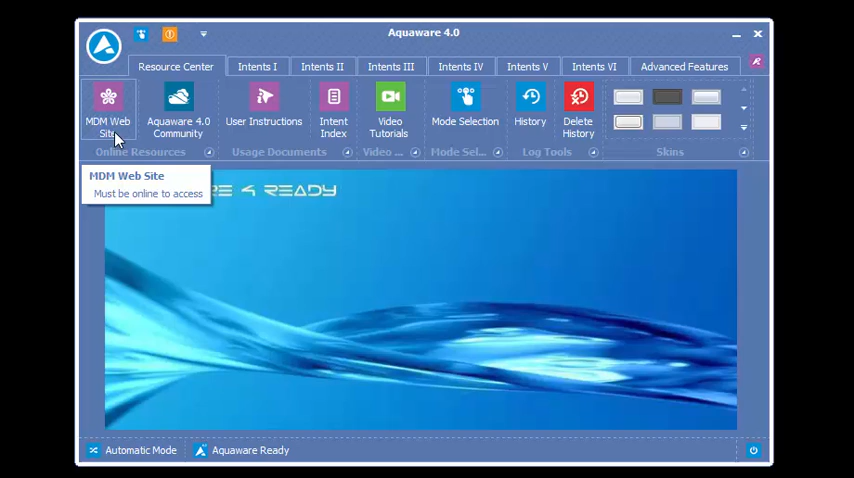 Aquaware 4.0
Resource Center
Intents I
Intents II
Intents III
Intents IV
Intents V
Intents VI
Advanced Features
MDM Web
Site
Aquaware 4.0
Community
User Instructions
Intent
Index
Video
Tutorials
Mode Selection
History
Delete
History
Online Resources
Usage Documents
Video ...
Mode Sel...
Log Tools
Skins
MDM Web Site
Must be online to access
RE 4 READY
Automatic Mode
Aquaware Ready